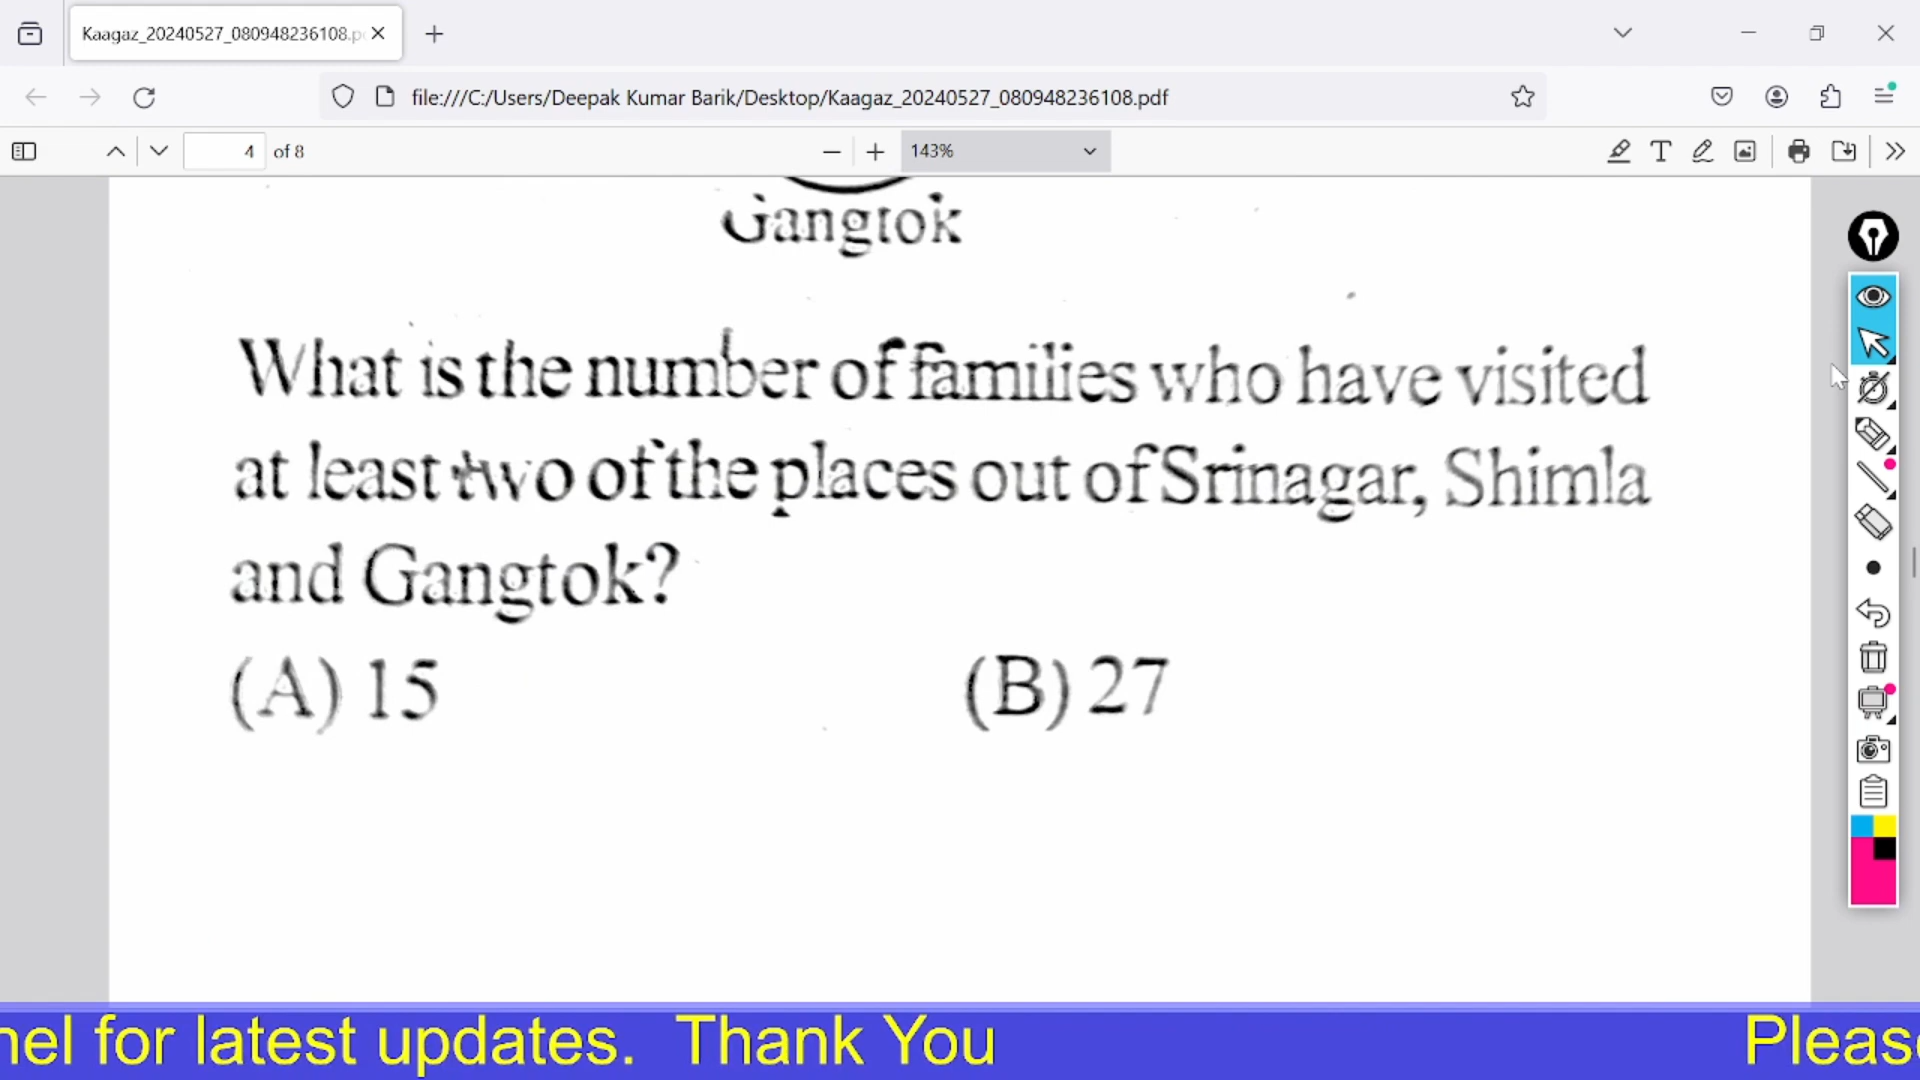 Kaagaz_20240527_080948236108.p
file:///C:/Users/Deepak Kumar Barik/Desktop/Kaagaz_20240527_080948236108.pdf
4 of 8
143%
Gangtok
What is the number of families who have visited
at least two of the places out of Srinagar, Shimla
and Gangtok?
(A) 15 (B) 27
nel for latest updates. Thank You Please